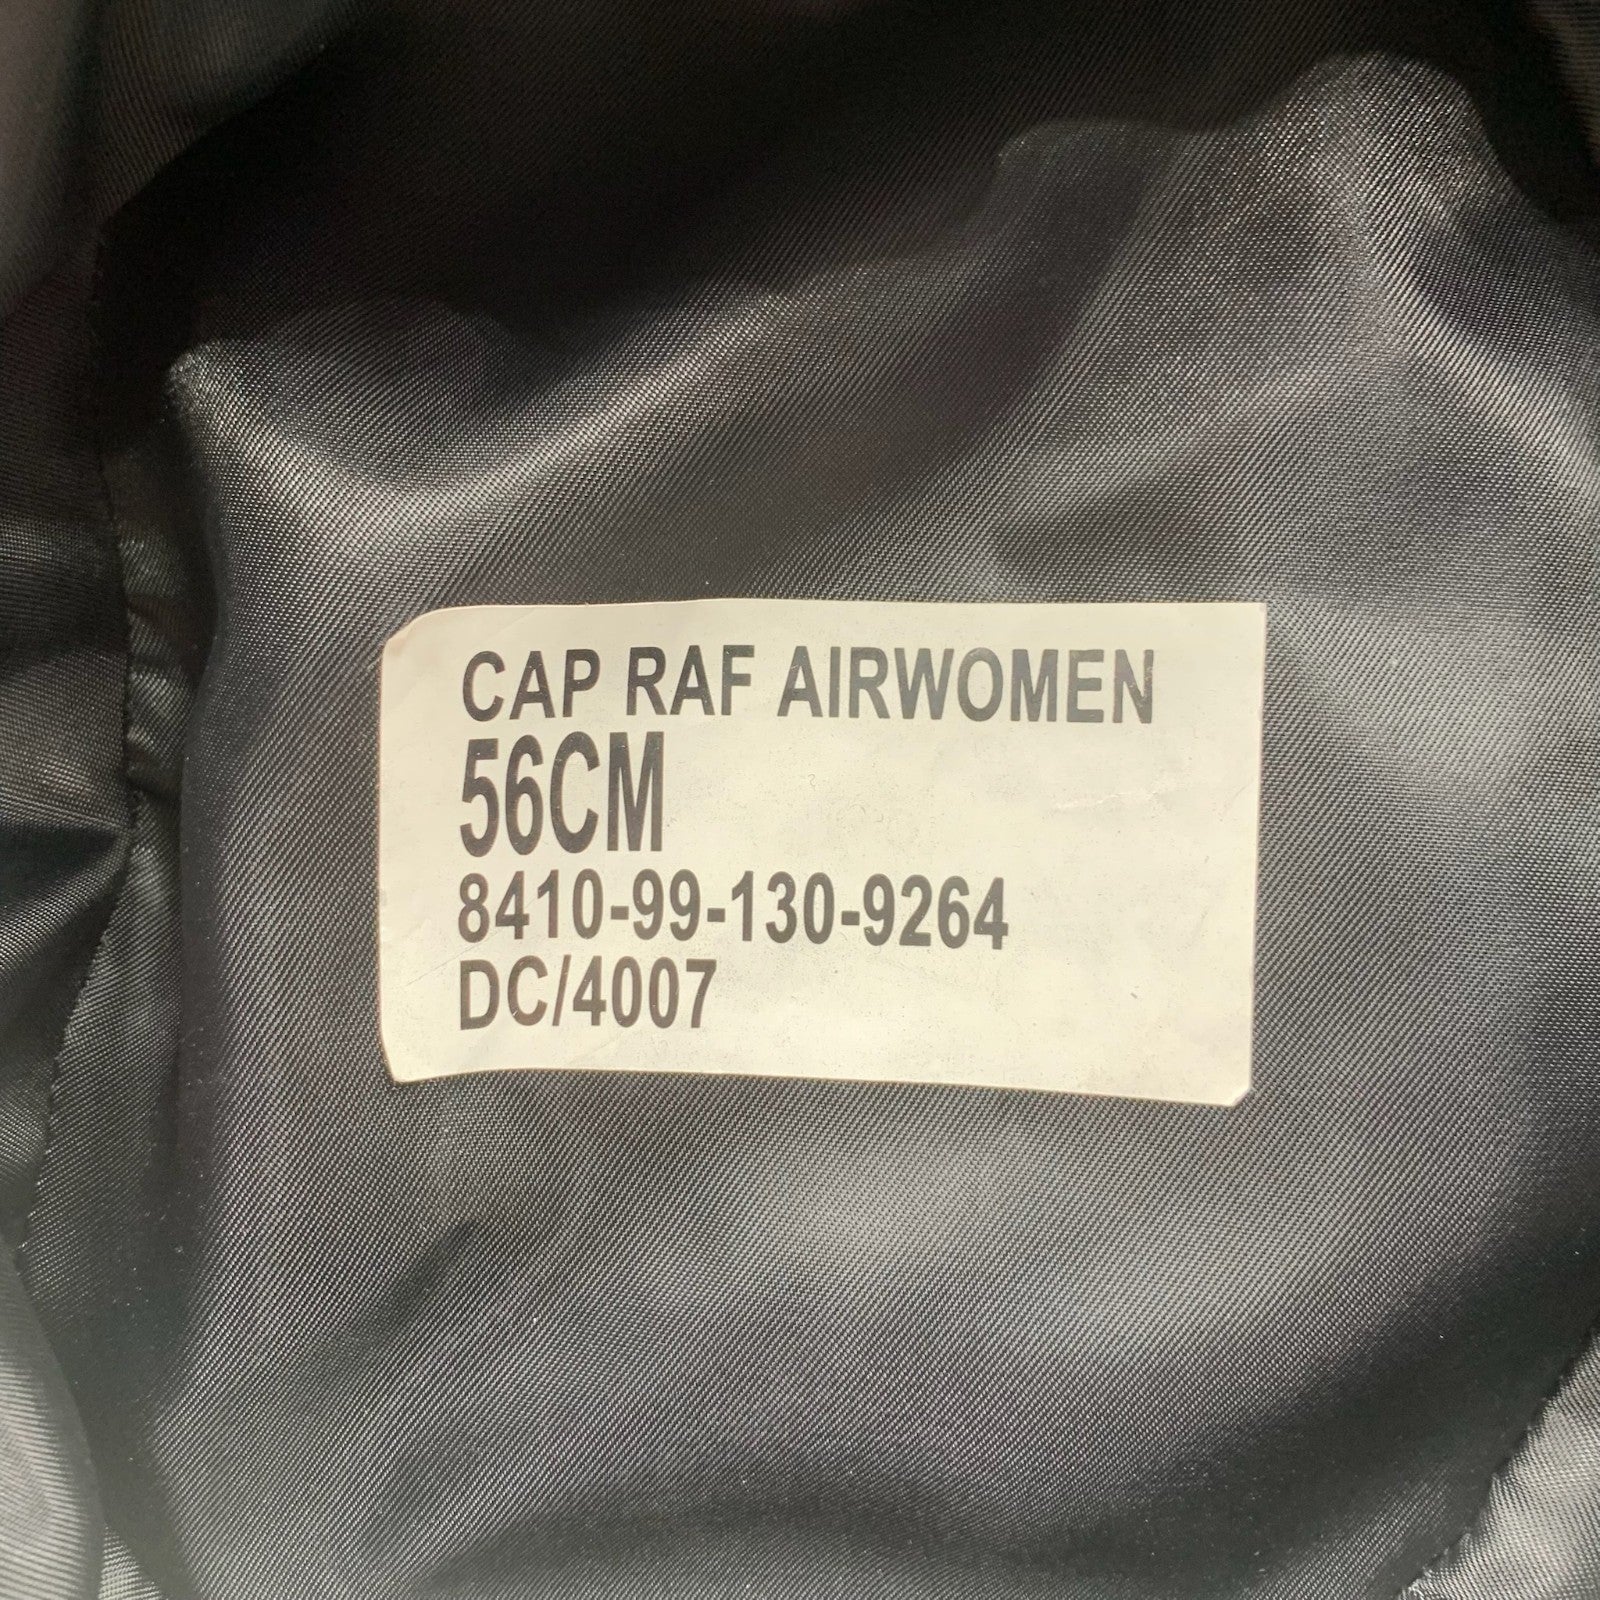 CAP RAF AIRWOMEN
56CM
8410-99-130-9264
DC/4007